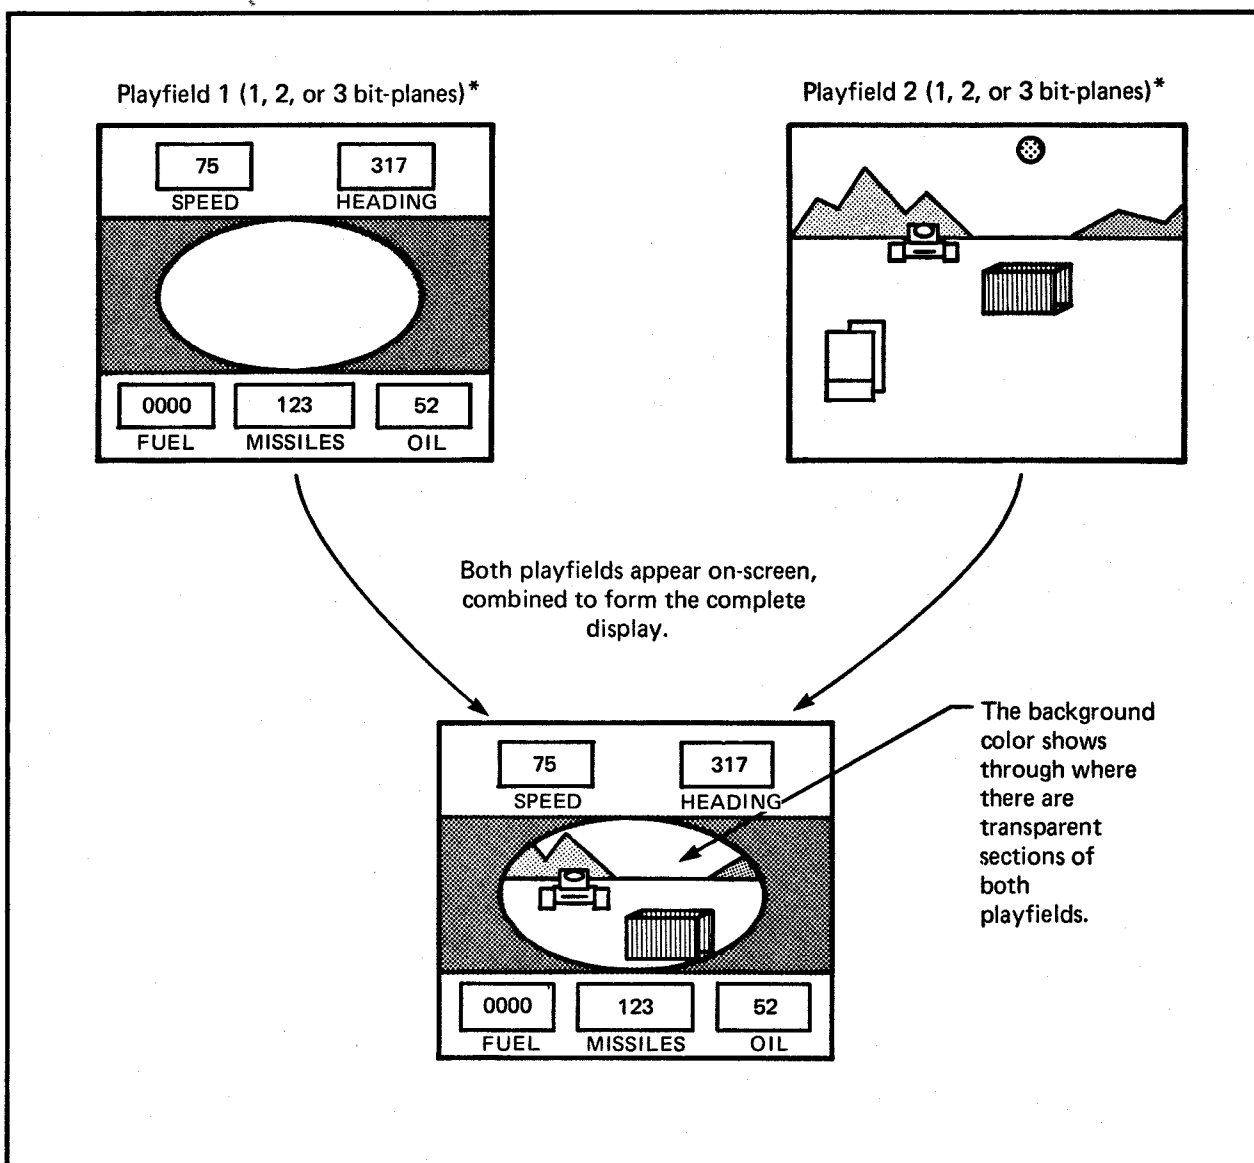 Playfield 1 (1, 2, or 3 bit-planes)*
75
317
SPEED
HEADING
0000
123
52
FUEL
MISSILES
OIL
Playfield 2 (1, 2, or 3 bit-planes)*
Both playfields appear on-screen,
combined to form the complete
display.
The background
color shows
through where
there are
transparent
sections of
both
playfields.
75
317
SPEED
HEADING
0000
123
52
FUEL
MISSILES
OIL